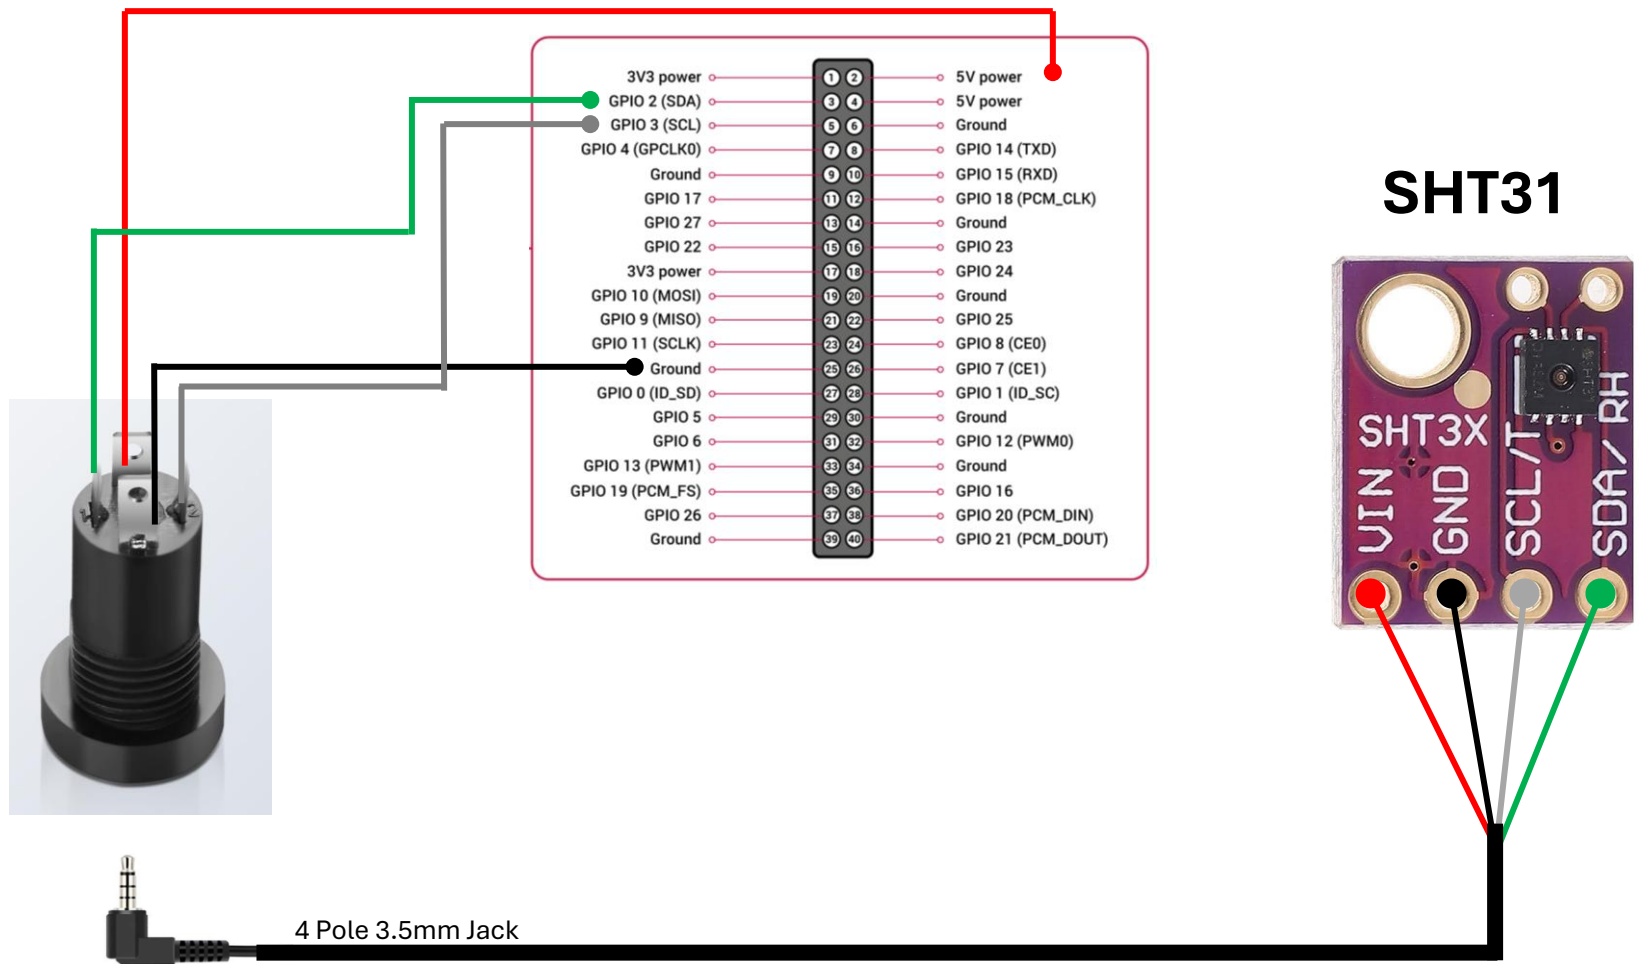 3V3 power 1 2 5V power
GPIO 2 (SDA) 3 4 5V power
GPIO 3 (SCL) 5 6 Ground
GPIO 4 (GPCLK0) 7 8 GPIO 14 (TXD)
Ground 9 10 GPIO 15 (RXD)
GPIO 17 11 12 GPIO 18 (PCM_CLK)
GPIO 27 13 14 Ground
GPIO 22 15 16 GPIO 23
3V3 power 17 18 GPIO 24
GPIO 10 (MOSI) 19 20 Ground
GPIO 9 (MISO) 21 22 GPIO 25
GPIO 11 (SCLK) 23 24 GPIO 8 (CE0)
Ground 25 26 GPIO 7 (CE1)
GPIO 0 (ID_SD) 27 28 GPIO 1 (ID_SC)
GPIO 5 29 30 Ground
GPIO 6 31 32 GPIO 12 (PWM0)
GPIO 13 (PWM1) 33 34 Ground
GPIO 19 (PCM_FS) 35 36 GPIO 16
GPIO 26 37 38 GPIO 20 (PCM_DIN)
Ground 39 40 GPIO 21 (PCM_DOUT)
SHT31
SHT3X
VIN
GND
SCL/T
SDA/RH
4 Pole 3.5mm Jack